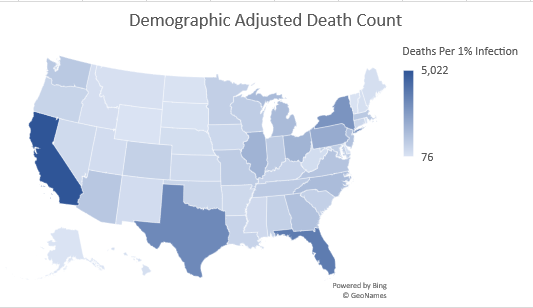 Demographic Adjusted Death Count
Deaths Per 1% Infection
5,022
76
Powered by Bing
© GeoNames